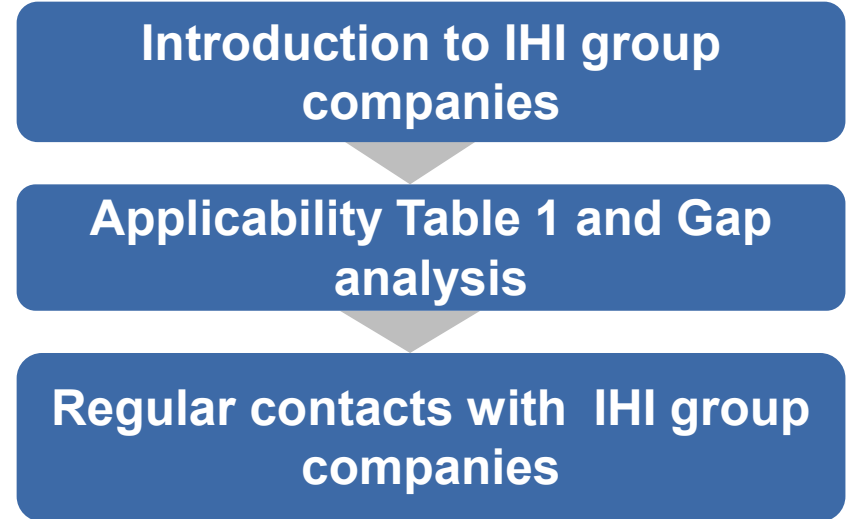 Introduction to IHI group
companies
Applicability Table 1 and Gap
analysis
Regular contacts with  IHI group
companies